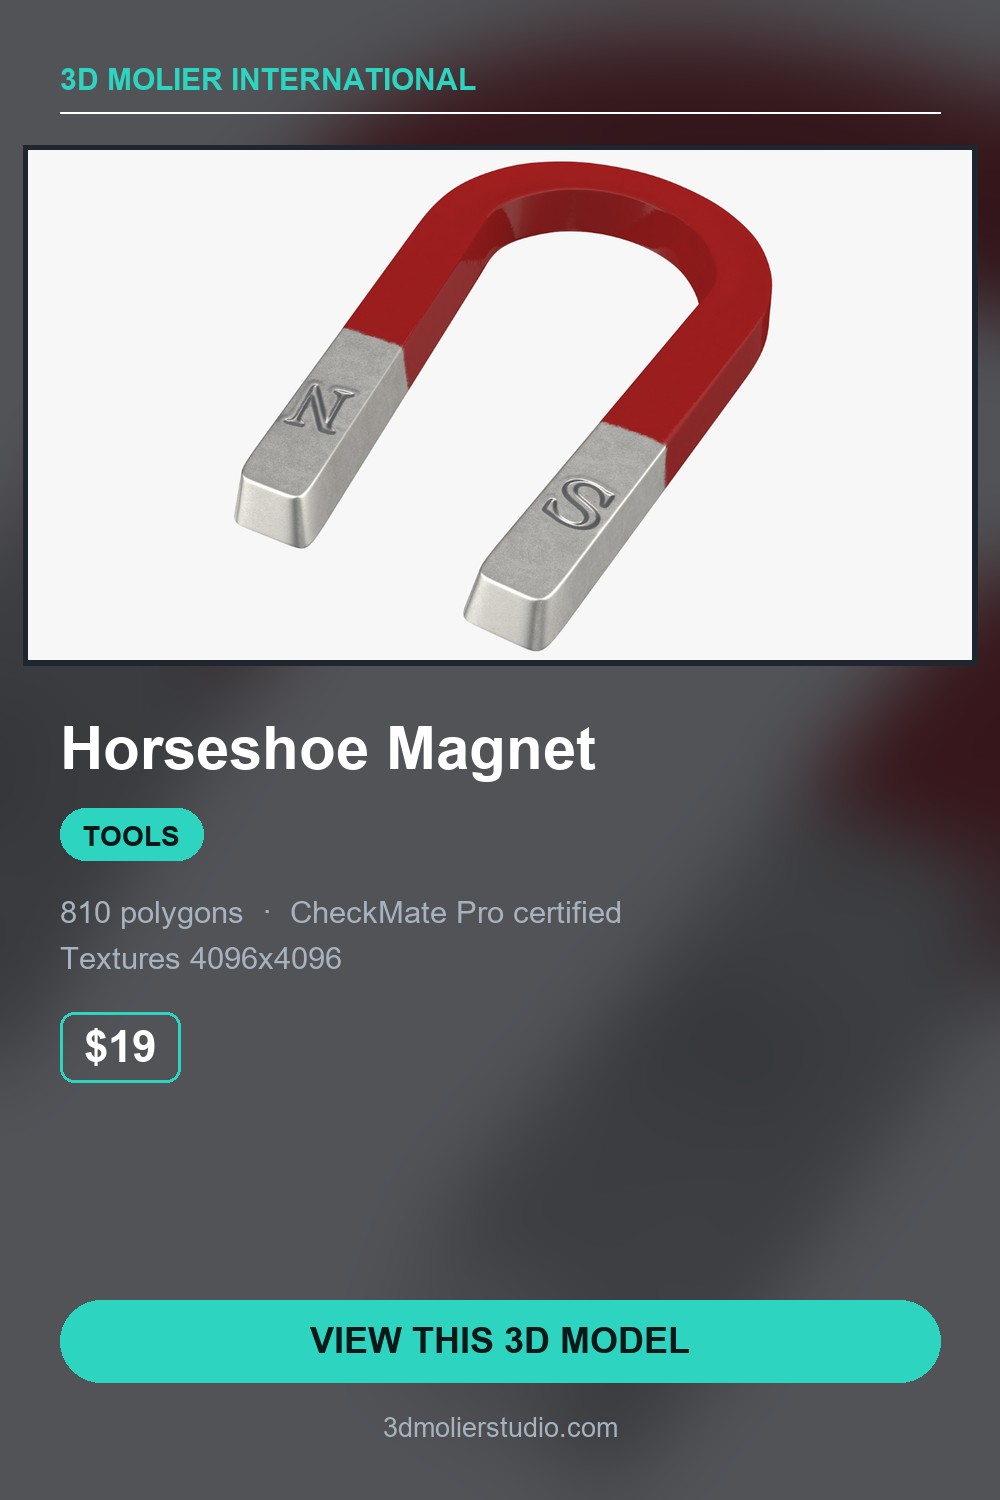 3D MOLIER INTERNATIONAL
N
S
Horseshoe Magnet
TOOLS
810 polygons · CheckMate Pro certified
Textures 4096x4096
$19
VIEW THIS 3D MODEL
3dmolierstudio.com